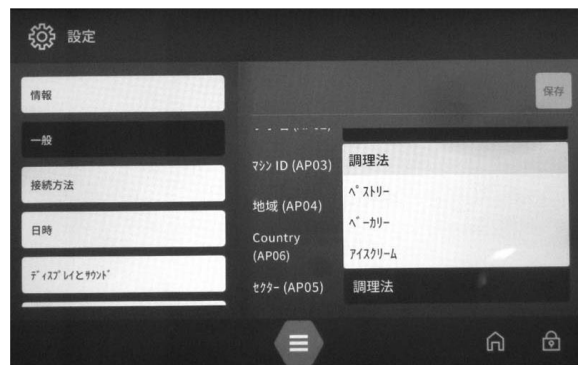 設定
情報
一般
接続方法
日時
ﾃﾞｨｽﾌﾟﾚｲとｻｳﾝﾄﾞ
保存
ﾏｼﾝ ID (AP03)
地域 (AP04)
Country
(AP06)
ｾｸﾀｰ (AP05)
調理法
ﾍﾟｽﾄﾘｰ
ﾍﾞｰｶﾘｰ
ｱｲｽｸﾘｰﾑ
調理法